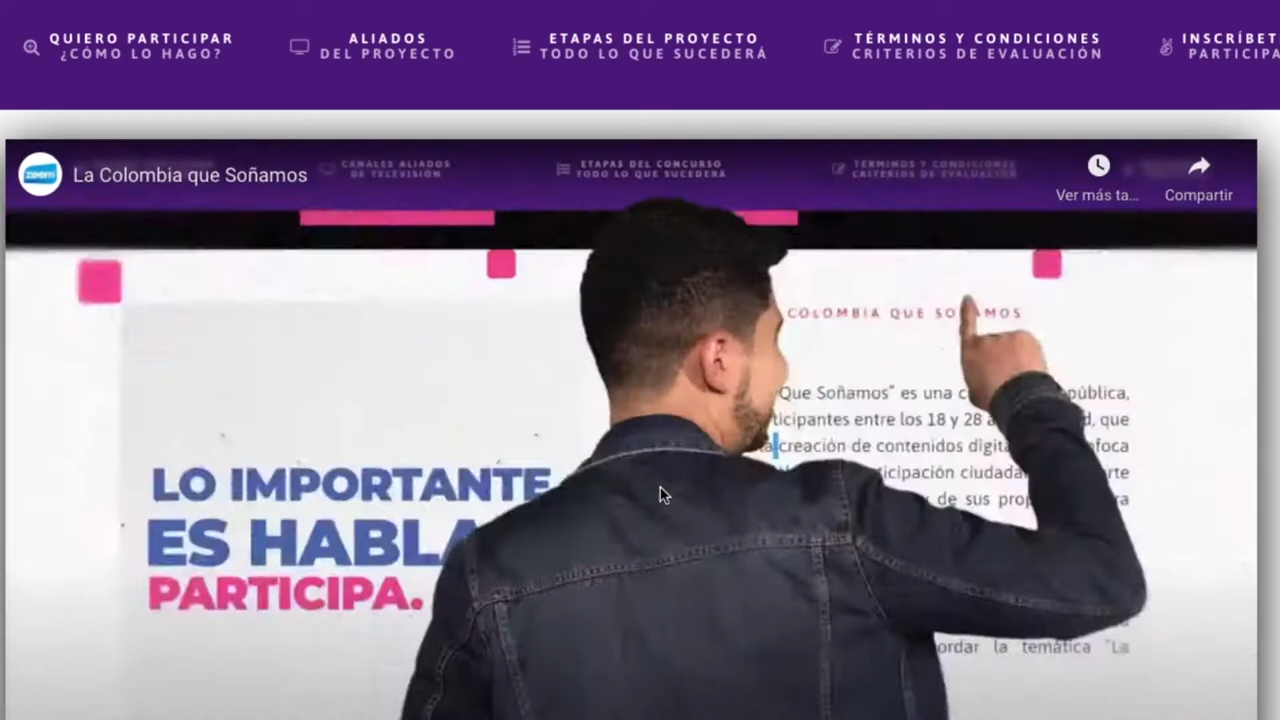 QUIERO PARTICIPAR
¿CÓMO LO HAGO?
ALIADOS
DEL PROYECTO
ETAPAS DEL PROYECTO
TODO LO QUE SUCEDERÁ
TÉRMINOS Y CONDICIONES
CRITERIOS DE EVALUACIÓN
INSCRÍBET
PARTICIPA
zoom
La Colombia que Soñamos
CANALES ALIADOS
DE TELEVISIÓN
ETAPAS DEL CONCURSO
TODO LO QUE SUCEDERÁ
TÉRMINOS Y CONDICIONES
CRITERIOS DE EVALUACIÓN
Ver más ta...
Compartir
COLOMBIA QUE SO AMOS
Que Soñamos" es una c pública,
ticipantes entre los 18 y 28 a d, que
la creación de contenidos digita nfoca
ticipación ciudada rte
de sus prop ra
ordar la temática "La
LO IMPORTANTE
ES HABLA
PARTICIPA.